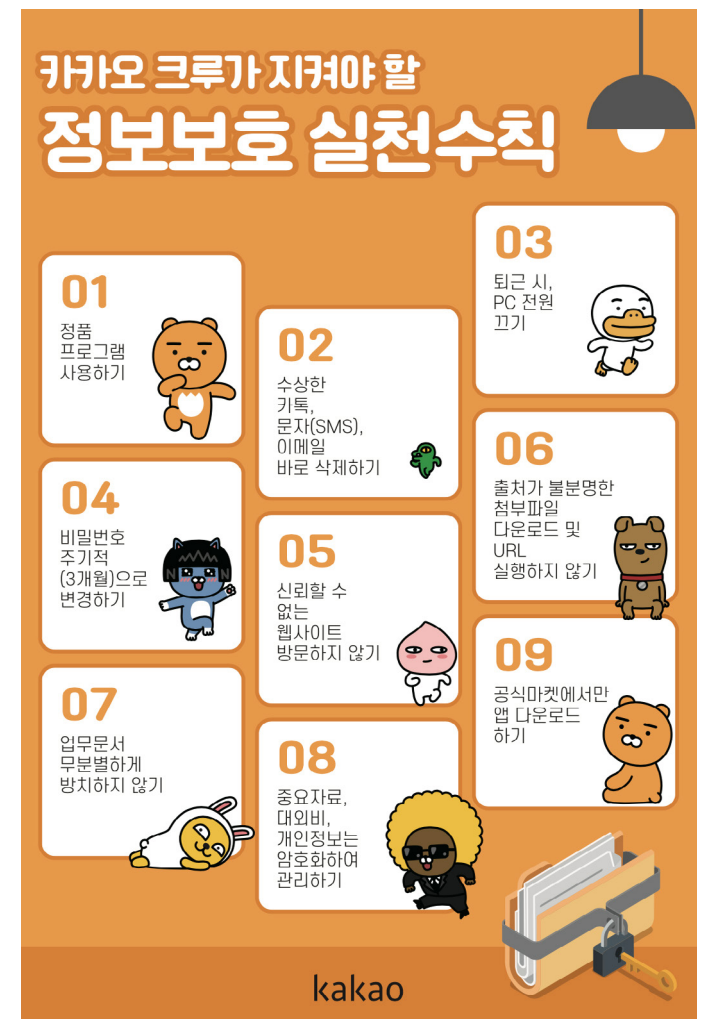 카카오 크루가 지켜야 할
정보보호 실천수칙
01
정품
프로그램
사용하기
02
수상한
카톡,
문자(SMS),
이메일
바로 삭제하기
03
퇴근 시,
PC 전원
끄기
04
비밀번호
주기적
(3개월)으로
변경하기
05
신뢰할 수
없는
웹사이트
방문하지 않기
06
출처가 불분명한
첨부파일
다운로드 및
URL
실행하지 않기
07
업무문서
무분별하게
방치하지 않기
08
중요자료,
대외비,
개인정보는
암호화하여
관리하기
09
공식마켓에서만
앱 다운로드
하기
kakao